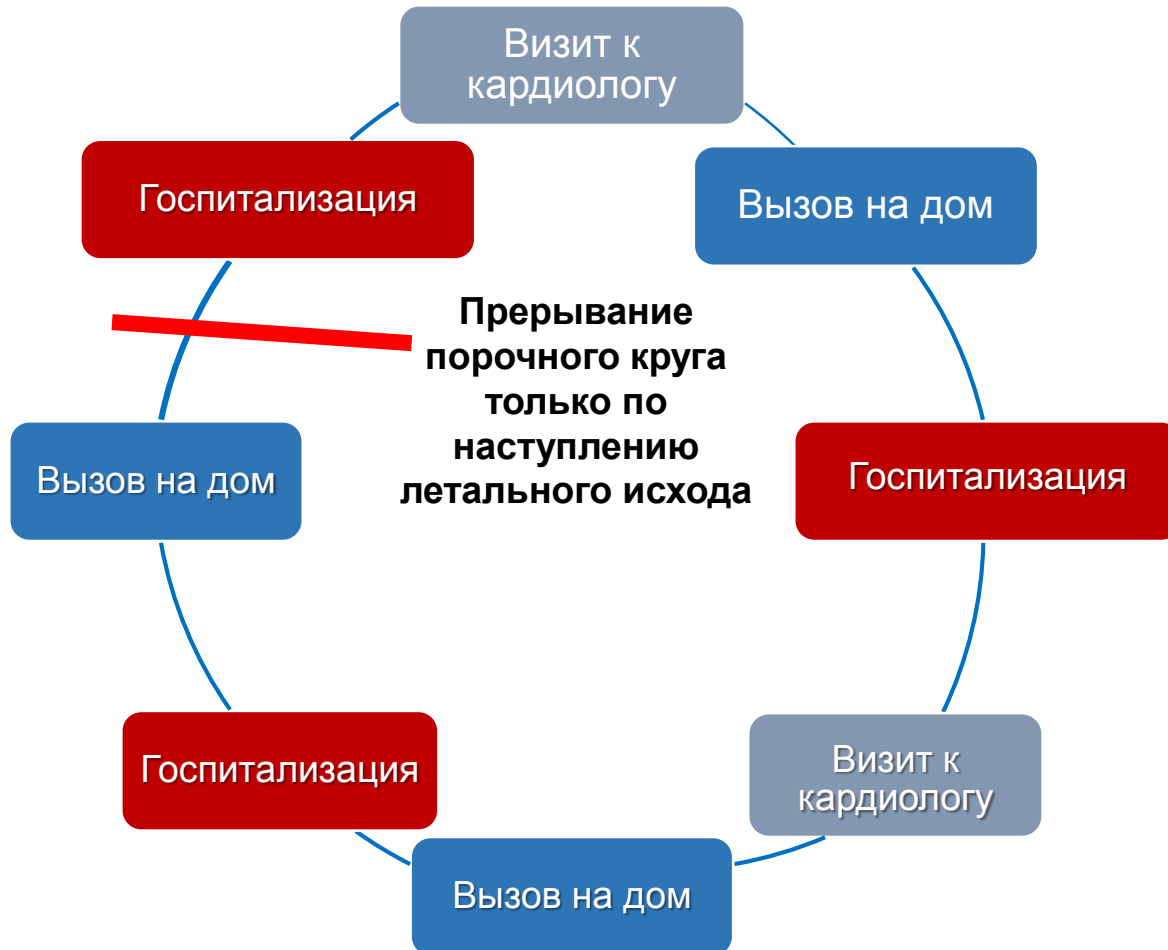 Визит к
кардиологу
Вызов на дом
Госпитализация
Визит к
кардиологу
Вызов на дом
Госпитализация
Вызов на дом
Госпитализация
Прерывание
порочного круга
только по
наступлению
летального исхода